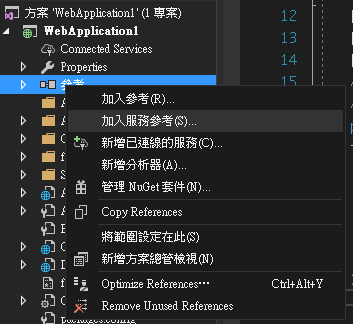 方案 'WebApplication1' (1 專案)
WebApplication1
Connected Services
Properties
參考
加入參考(R)...
加入服務參考(S)...
新增已連線的服務(C)...
新增分析器(A)...
管理 NuGet 套件(N)...
Copy References
將範圍設定在此(S)
新增方案總管檢視(N)
Optimize References… Ctrl+Alt+Y
Remove Unused References
packages.config
12
13
14
15